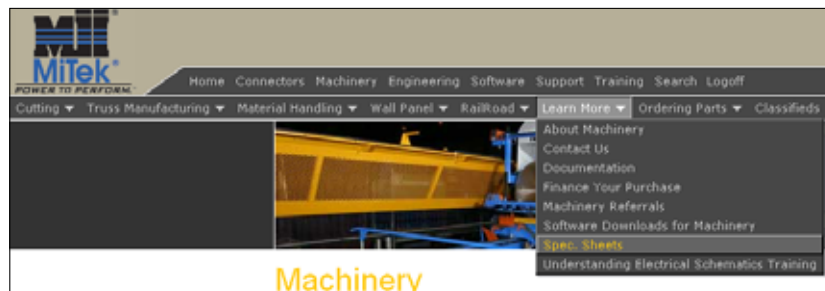 MiTek®
POWER TO PERFORM.™
Home Connectors Machinery Engineering Software Support Training Search Logoff
Cutting Truss Manufacturing Material Handling Wall Panel RailRoad Learn More Ordering Parts Classifieds
About Machinery
Contact Us
Documentation
Finance Your Purchase
Machinery Referrals
Software Downloads for Machinery
Spec. Sheets
Understanding Electrical Schematics Training
Machinery